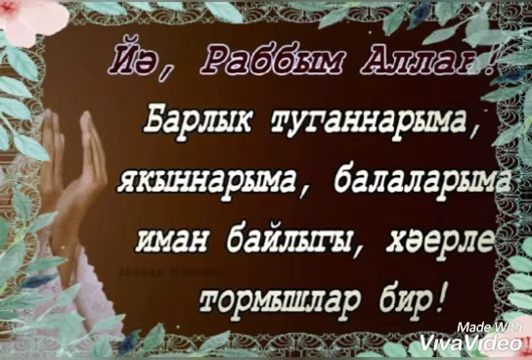 Йә, Раббым Аллаһ!
Барлык туганнарыма,
якыннарыма, балаларыма
иман байлыгы, хәерле
тормышлар бир!
Made With
VivaVideo